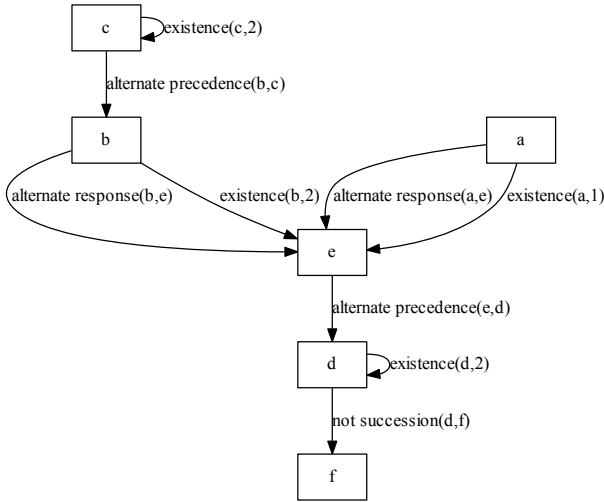 c
existence(c,2)
alternate precedence(b,c)
b
a
alternate response(b,e)
existence(b,2)
alternate response(a,e)
existence(a,1)
e
alternate precedence(e,d)
d
existence(d,2)
not succession(d,f)
f